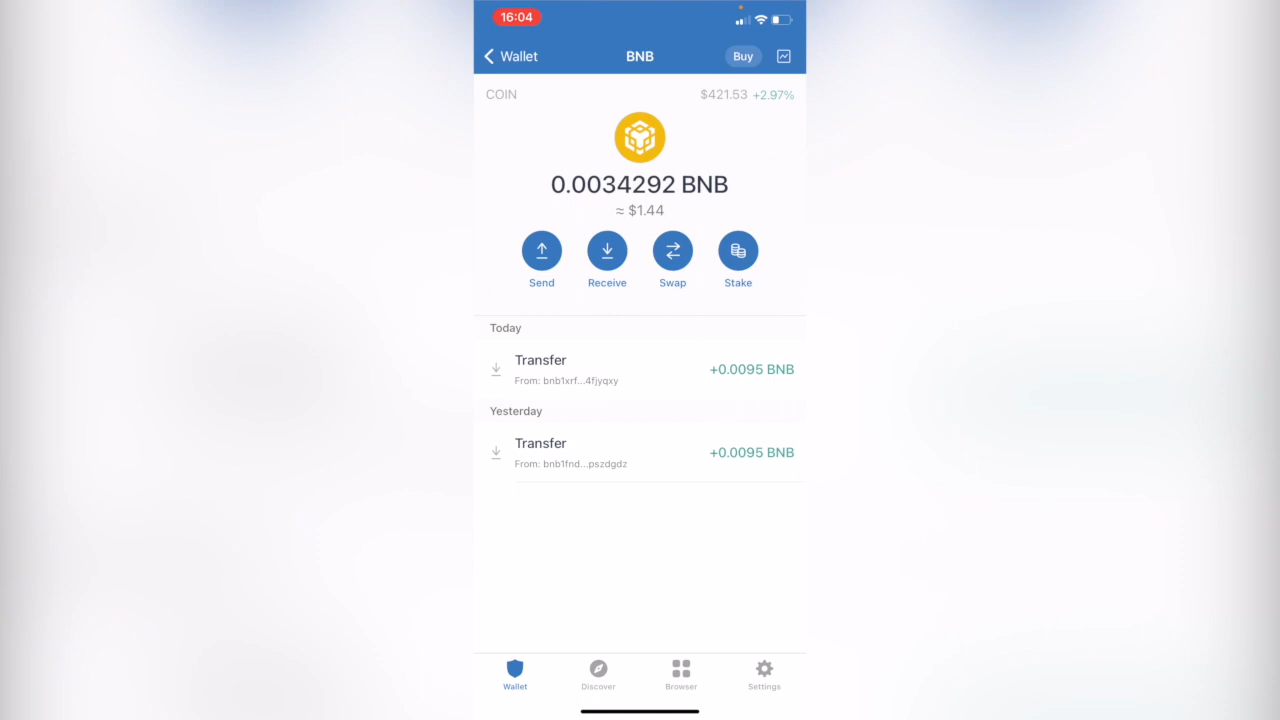 16:04
Wallet BNB Buy
COIN $421.53 +2.97%
0.0034292 BNB
≈ $1.44
Send Receive Swap Stake
Today
Transfer
+0.0095 BNB
From: bnb1xrf...4fjyqxy
Yesterday
Transfer
+0.0095 BNB
From: bnb1fnd...pszdgdz
Wallet Discover Browser Settings